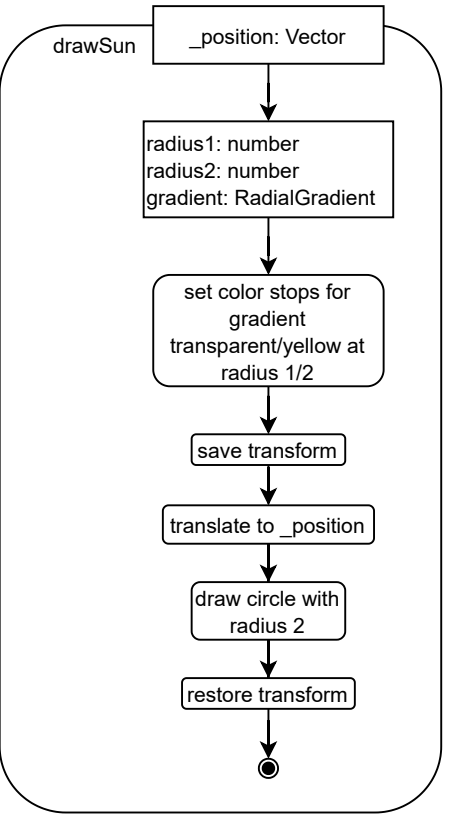 _position: Vector
drawSun
radius1: number
radius2: number
gradient: RadialGradient
set color stops for
gradient
transparent/yellow at
radius 1/2
save transform
translate to _position
draw circle with
radius 2
restore transform